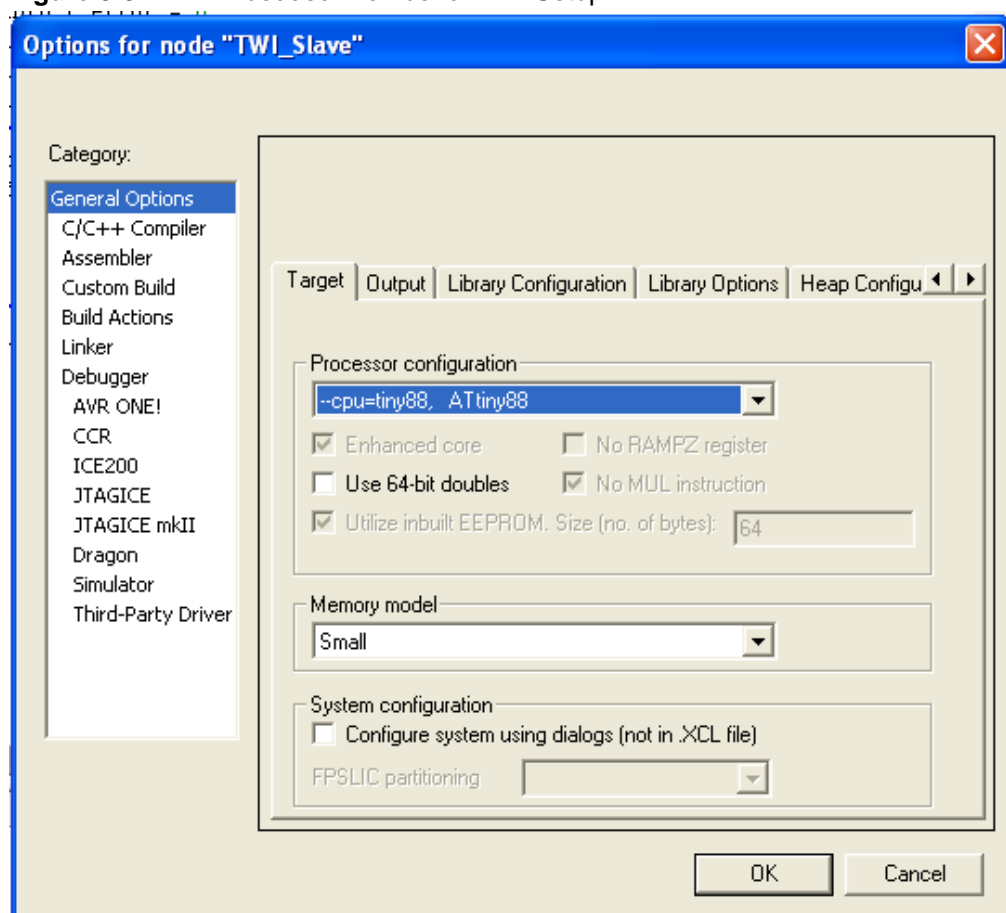 Options for node "TWI_Slave"
Category:
General Options
C/C++ Compiler
Assembler
Custom Build
Build Actions
Linker
Debugger
AVR ONE!
CCR
ICE200
JTAGICE
JTAGICE mkII
Dragon
Simulator
Third-Party Driver
Target Output Library Configuration Library Options Heap Configu
Processor configuration
--cpu=tiny88, ATtiny88
Enhanced core No RAMPZ register
Use 64-bit doubles No MUL instruction
Utilize inbuilt EEPROM. Size (no. of bytes): 64
Memory model
Small
System configuration
Configure system using dialogs (not in .XCL file)
FPSLIC partitioning
OK Cancel